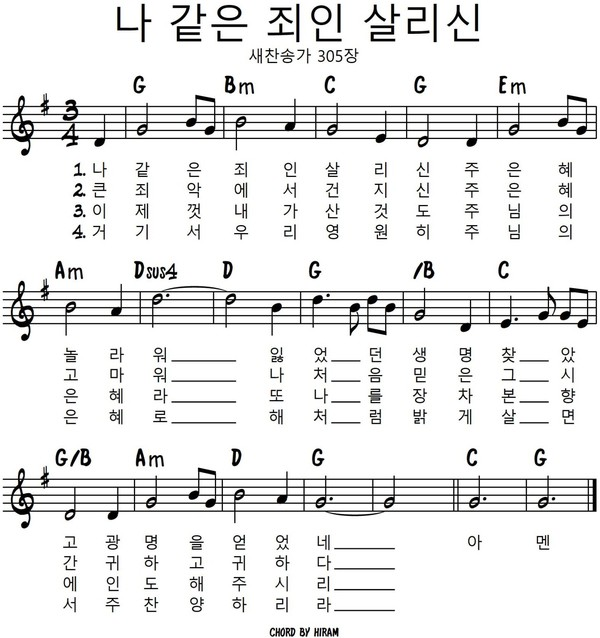 나 같은 죄인 살리신
새찬송가 305장
G Bm C G Em
3
4
1. 나 같 은 죄 인 살 리 신 주 은 혜
2. 큰 죄 악 에 서 건 지 신 주 은 혜
3. 이 제 껏 내 가 산 것 도 주 님 의
4. 거 기 서 우 리 영 원 히 주 님 의
Am Dsus4 D G /B C
놀 라 워 잃 었 던 생 명 찾 았
고 마 워 나 처 음 믿 은 그 시
은 혜 라 또 나 를 장 차 본 향
은 혜 로 해 처 럼 밝 게 살 면
G/B Am D G C G
고 광 명 을 얻 었 네 아 멘
간 귀 하 고 귀 하 다
에 인 도 해 주 시 리
서 주 찬 양 하 리 라
CHORD BY HIRAM